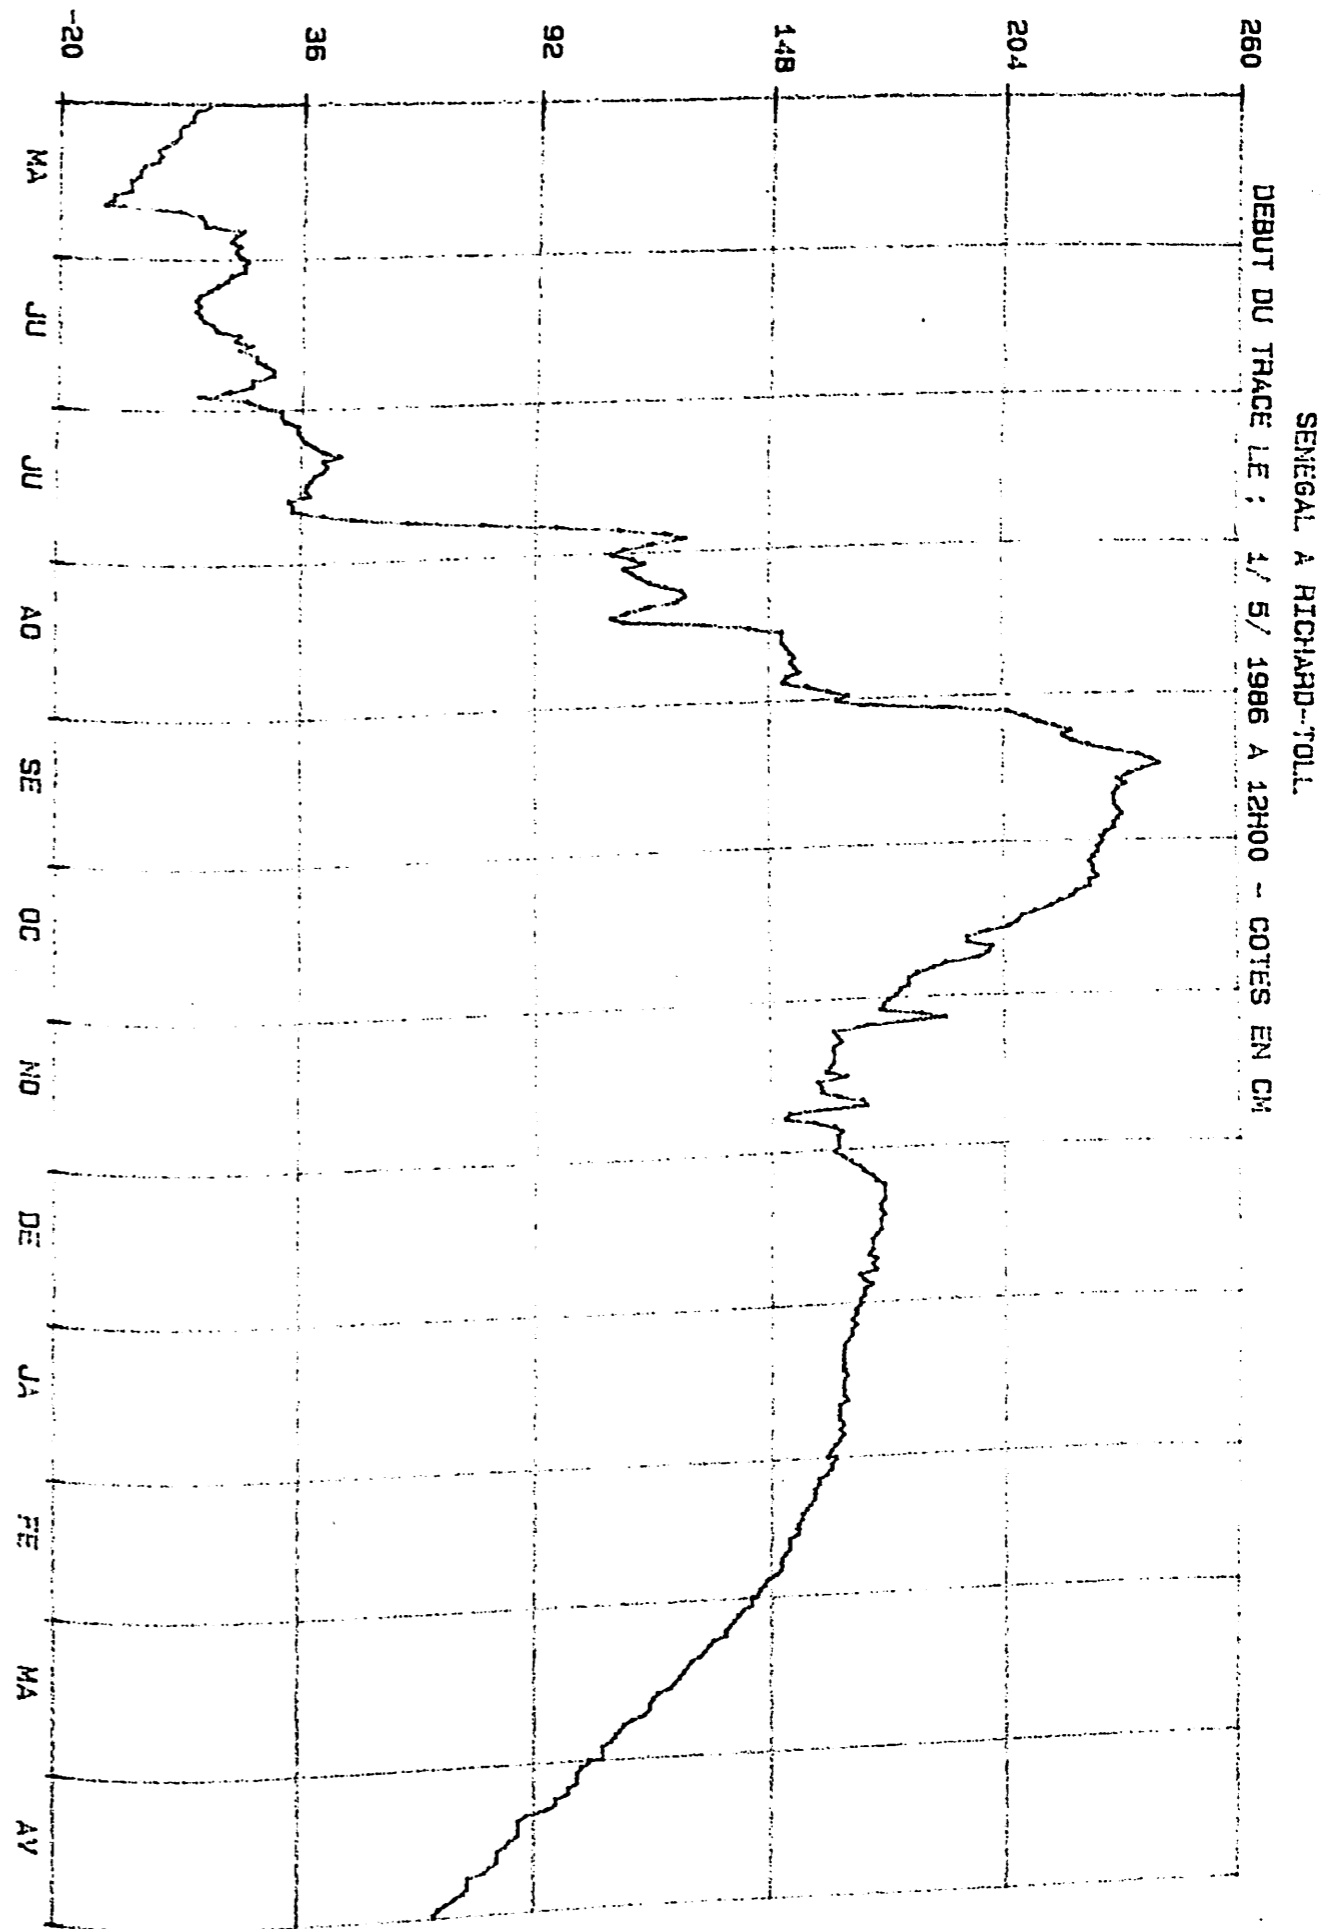 SENEGAL A RICHARD-TOLL
DEBUT DU TRACE LE : 1/ 5/ 1986 A 12H00 - COTES EN CM
260
204
148
92
36
-20
MA JU JU AO SE OC NO DE JA FE MA AV